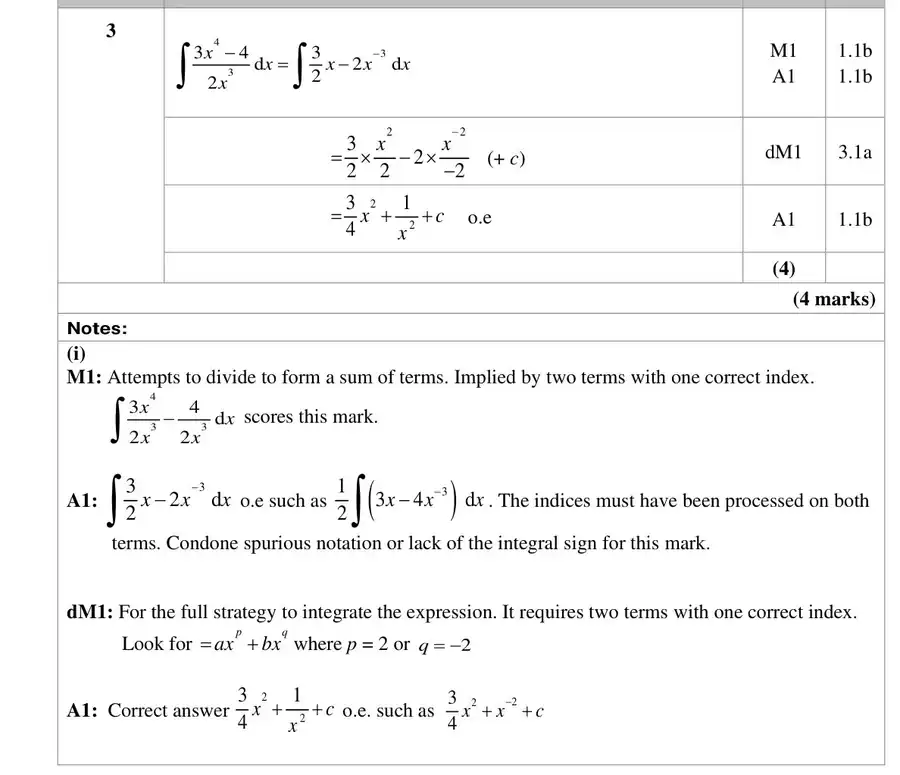 3
∫ (3x⁴ − 4)/(2x³) dx = ∫ (3/2)x − 2x⁻³ dx
M1 1.1b
A1 1.1b
= 3/2 × x²/2 − 2 × x⁻²/−2 (+ c)
dM1 3.1a
= (3/4)x² + 1/x² + c o.e
A1 1.1b
(4)
(4 marks)
Notes:
(i)
M1: Attempts to divide to form a sum of terms. Implied by two terms with one correct index.
∫ 3x⁴/2x³ − 4/2x³ dx scores this mark.
A1: ∫ (3/2)x − 2x⁻³ dx o.e such as 1/2 ∫ (3x − 4x⁻³) dx . The indices must have been processed on both
terms. Condone spurious notation or lack of the integral sign for this mark.
dM1: For the full strategy to integrate the expression. It requires two terms with one correct index.
Look for = axᵖ + bx^q where p = 2 or q = −2
A1: Correct answer (3/4)x² + 1/x² + c o.e. such as (3/4)x² + x⁻² + c